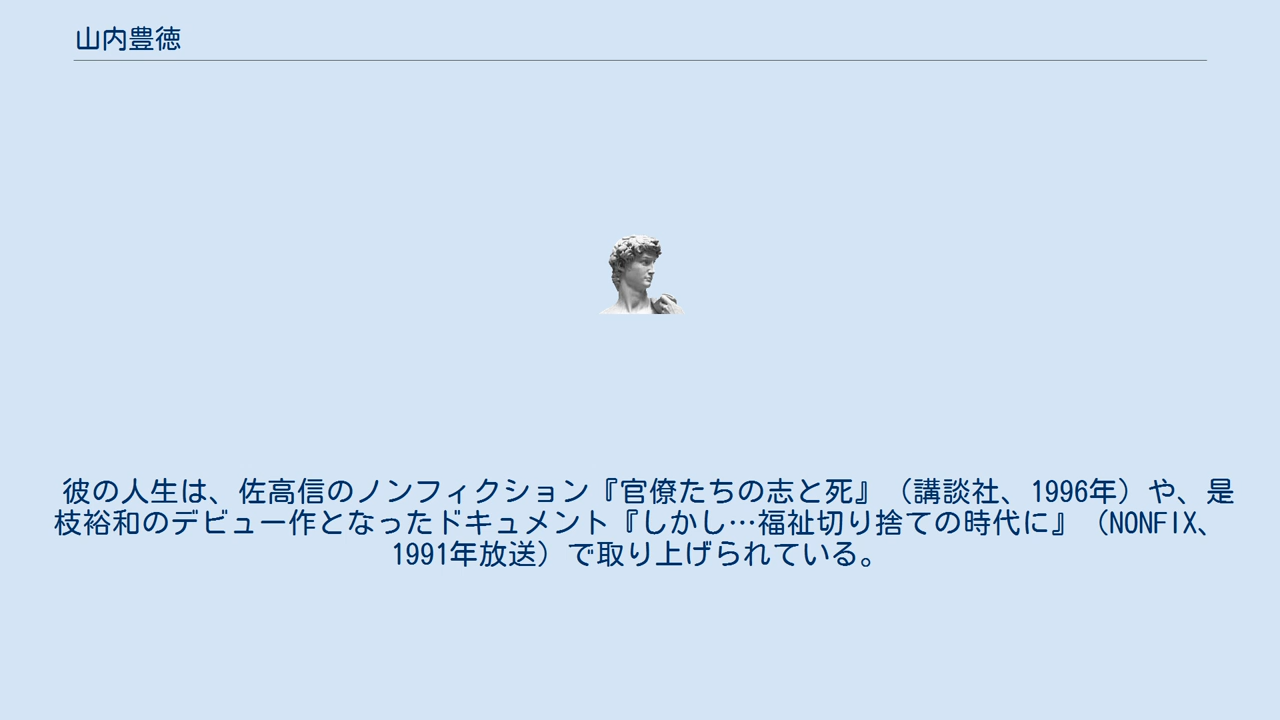 山内豊徳
彼の人生は、佐高信のノンフィクション『官僚たちの志と死』（講談社、1996年）や、是
枝裕和のデビュー作となったドキュメント『しかし…福祉切り捨ての時代に』（NONFIX、
1991年放送）で取り上げられている。